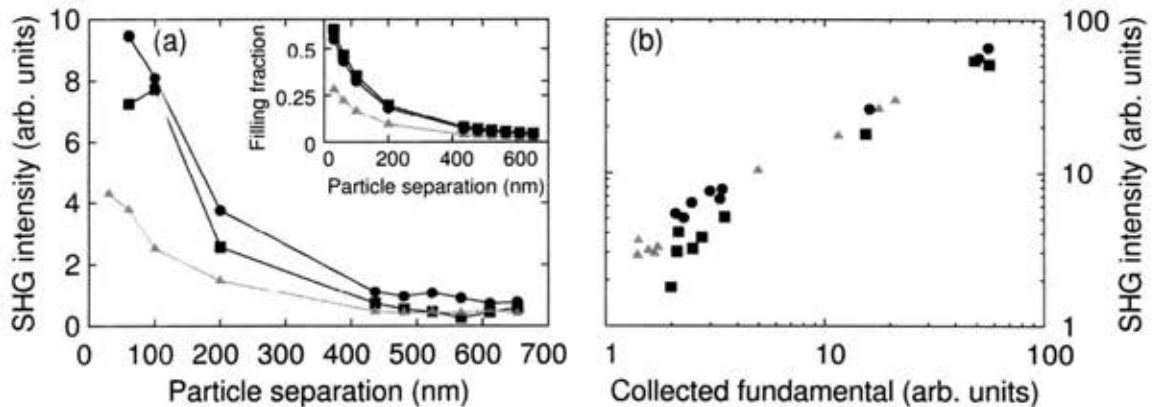 (a)
SHG intensity (arb. units)
10
8
6
4
2
0
0 100 200 300 400 500 600 700
Particle separation (nm)
Filling fraction
0.5
0.25
0
0 200 400 600
Particle separation (nm)
(b)
100
10
1
SHG intensity (arb. units)
1 10 100
Collected fundamental (arb. units)